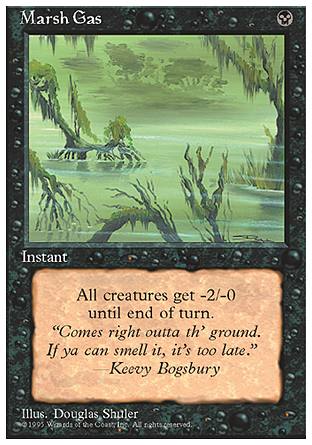 Marsh Gas
Instant
All creatures get -2/-0
until end of turn.
“Comes right outta th’ ground.
If ya can smell it, it’s too late.”
—Keevy Bogsbury
Illus. Douglas Shuler
© 1995 Wizards of the Coast, Inc. All rights reserved.